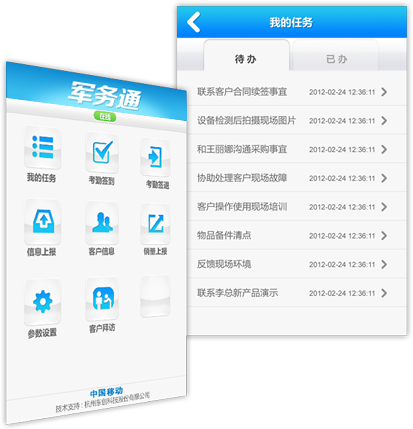 军务通
在线
我的任务
考勤签到
考勤签退
信息上报
客户信息
销量上报
参数设置
客户拜访
中国移动
技术支持：杭州东创科技股份有限公司
我的任务
待办
已办
联系客户合同续签事宜 2012-02-24 12:36:11
设备检测后拍摄现场图片 2012-02-24 12:36:11
和王丽娜沟通采购事宜 2012-02-24 12:36:11
协助处理客户现场故障 2012-02-24 12:36:11
客户操作使用现场培训 2012-02-24 12:36:11
物品备件清点 2012-02-24 12:36:11
反馈现场环境 2012-02-24 12:36:11
联系李总新产品演示 2012-02-24 12:36:11